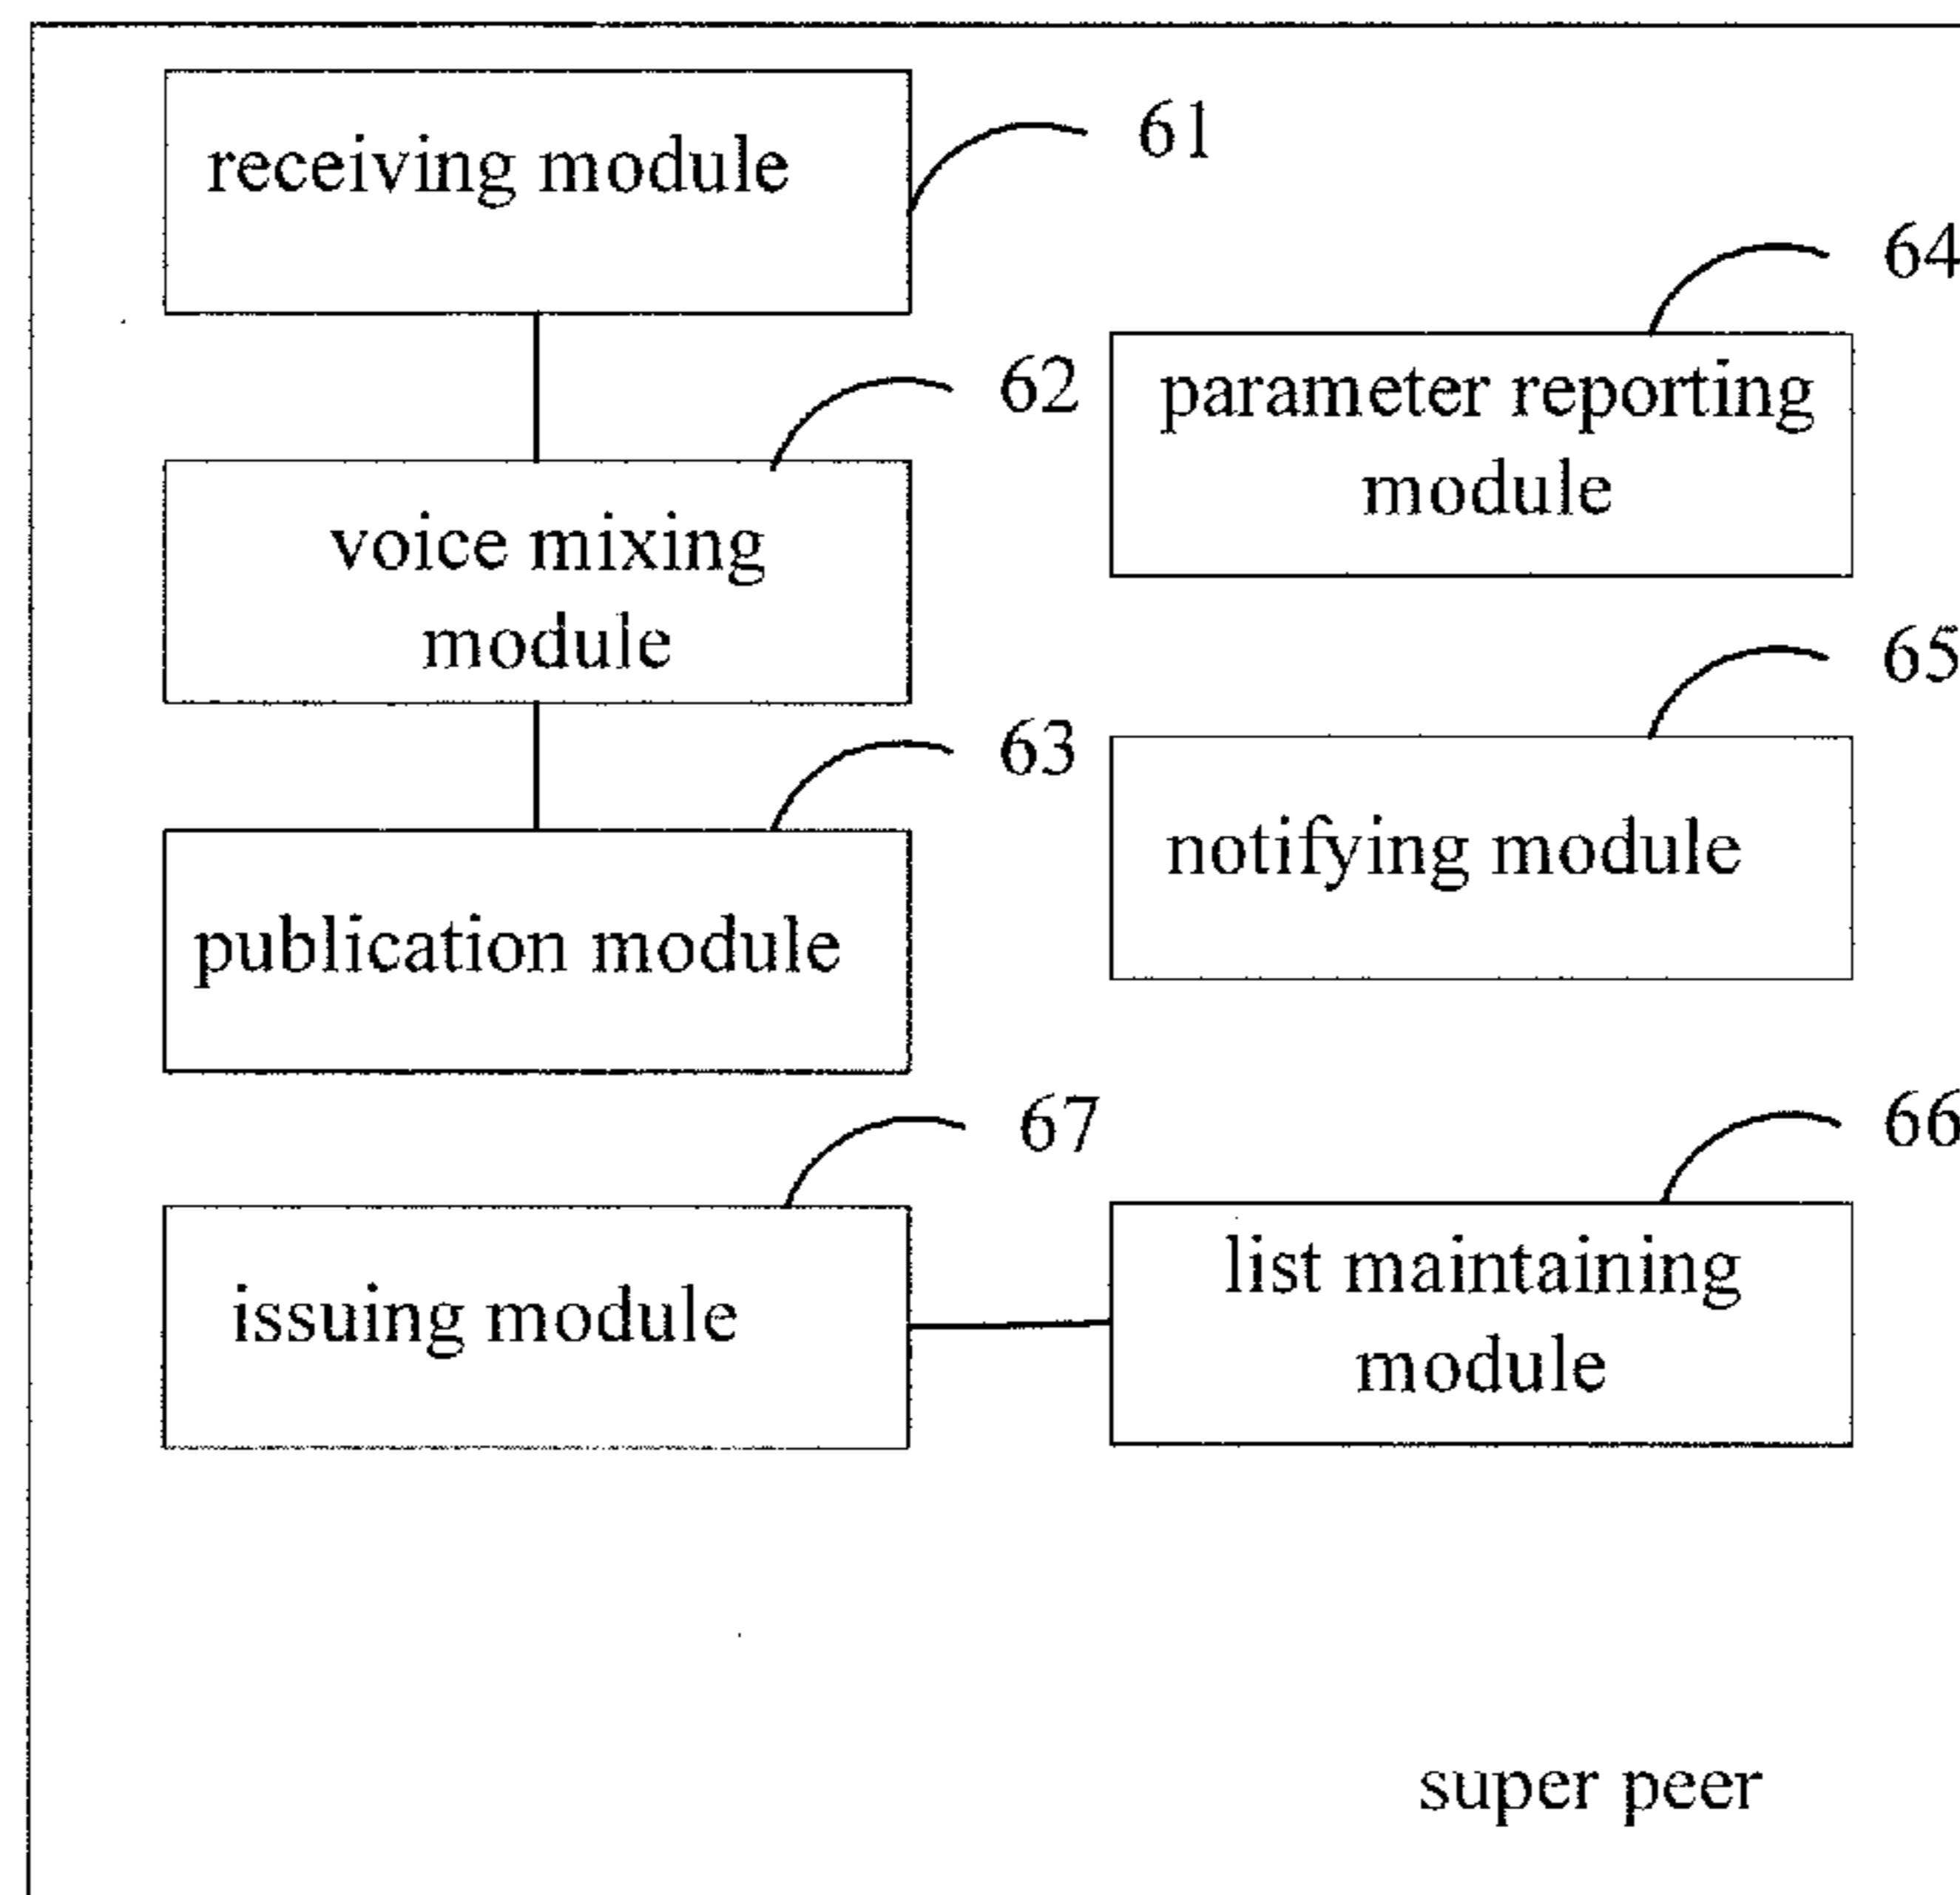 receiving module
61
64
parameter reporting
module
62
voice mixing
module
65
63
notifying module
publication module
67
66
issuing module
list maintaining
module
super peer